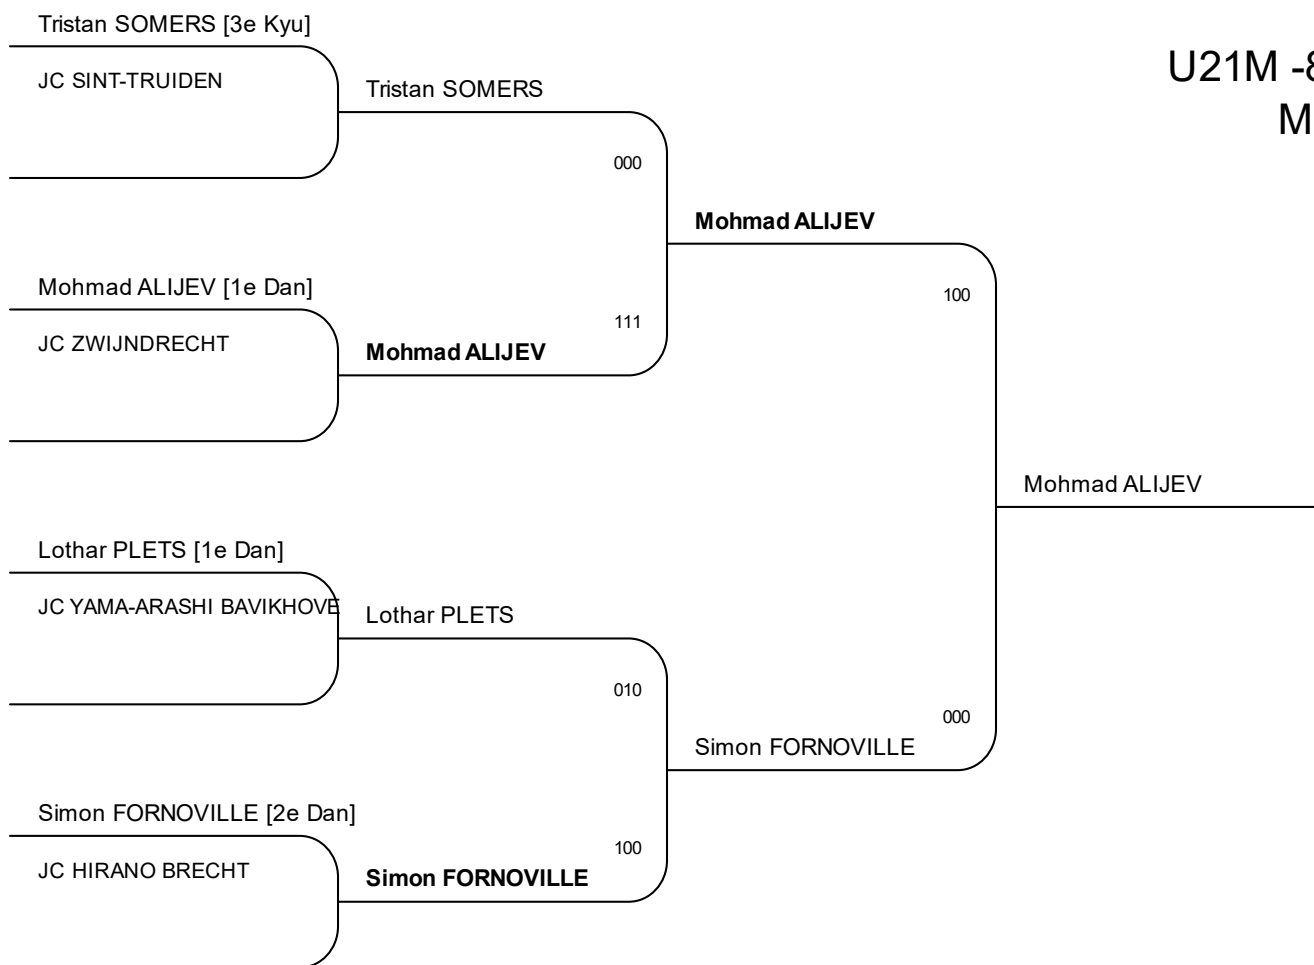 Tristan SOMERS [3e Kyu]
JC SINT-TRUIDEN
Tristan SOMERS
000
U21M -8
M
Mohmad ALIJEV
100
Mohmad ALIJEV [1e Dan]
JC ZWIJNDRECHT
111
Mohmad ALIJEV
Mohmad ALIJEV
Lothar PLETS [1e Dan]
JC YAMA-ARASHI BAVIKHOVE
Lothar PLETS
010
000
Simon FORNOVILLE
Simon FORNOVILLE [2e Dan]
JC HIRANO BRECHT
100
Simon FORNOVILLE